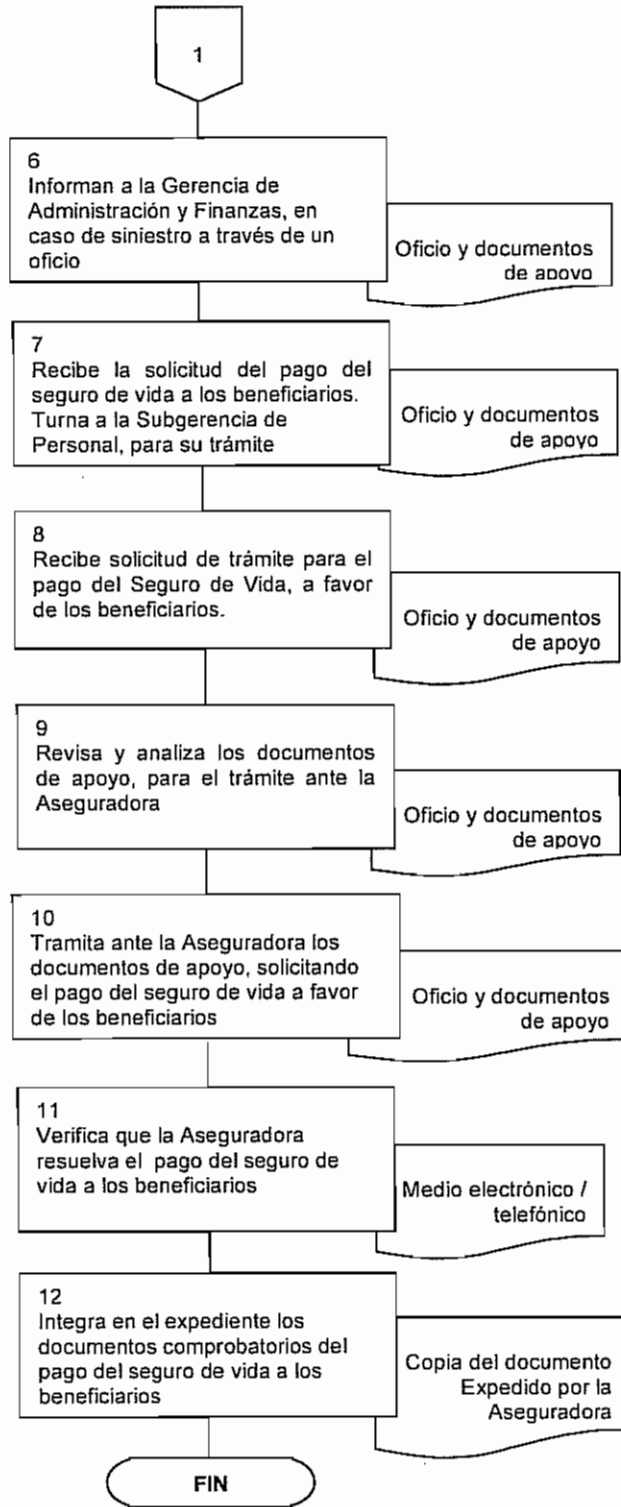 1
6
Informan a la Gerencia de
Administración y Finanzas, en
caso de siniestro a través de un
oficio
Oficio y documentos
de apoyo
7
Recibe la solicitud del pago del
seguro de vida a los beneficiarios.
Turna a la Subgerencia de
Personal, para su trámite
Oficio y documentos
de apoyo
8
Recibe solicitud de trámite para el
pago del Seguro de Vida, a favor
de los beneficiarios.
Oficio y documentos
de apoyo
9
Revisa y analiza los documentos
de apoyo, para el trámite ante la
Aseguradora
Oficio y documentos
de apoyo
10
Tramita ante la Aseguradora los
documentos de apoyo, solicitando
el pago del seguro de vida a favor
de los beneficiarios
Oficio y documentos
de apoyo
11
Verifica que la Aseguradora
resuelva el pago del seguro de
vida a los beneficiarios
Medio electrónico /
telefónico
12
Integra en el expediente los
documentos comprobatorios del
pago del seguro de vida a los
beneficiarios
Copia del documento
Expedido por la
Aseguradora
FIN